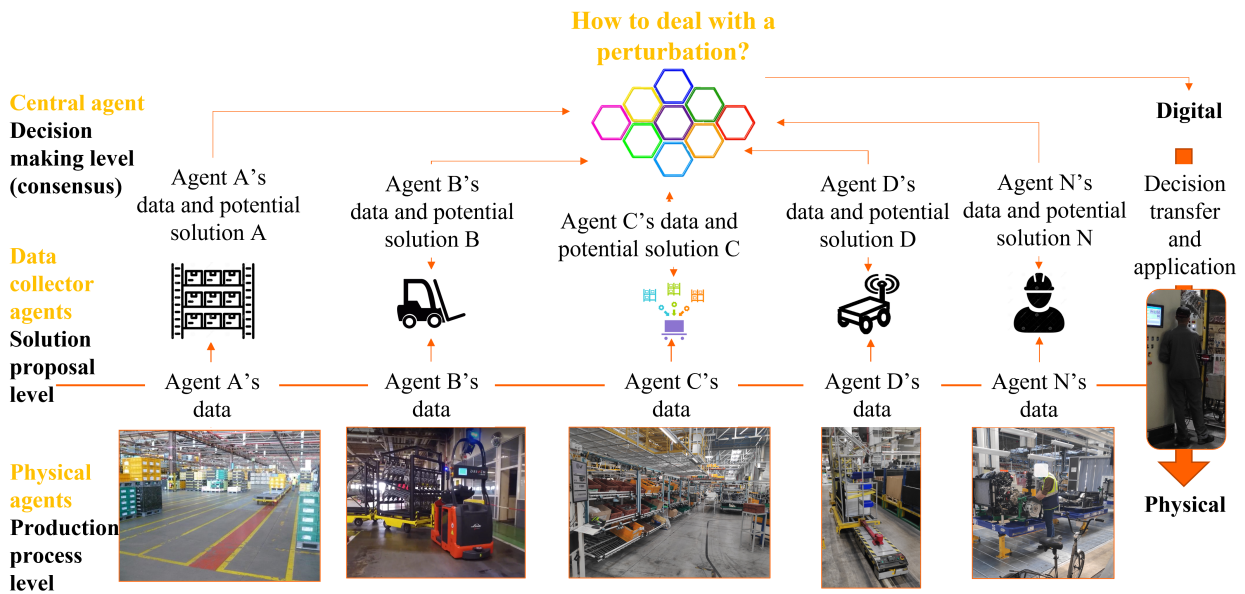 How to deal with a
perturbation?
Central agent
Decision
making level
(consensus)
Digital
Agent A’s
data and potential
solution A
Agent B’s
data and potential
solution B
Agent C’s data and
potential solution C
Agent D’s
data and potential
solution D
Agent N’s
data and potential
solution N
Decision
transfer
and
application
Data
collector
agents
Solution
proposal
level
Agent A’s
data
Agent B’s
data
Agent C’s
data
Agent D’s
data
Agent N’s
data
Physical
agents
Production
process
level
Physical